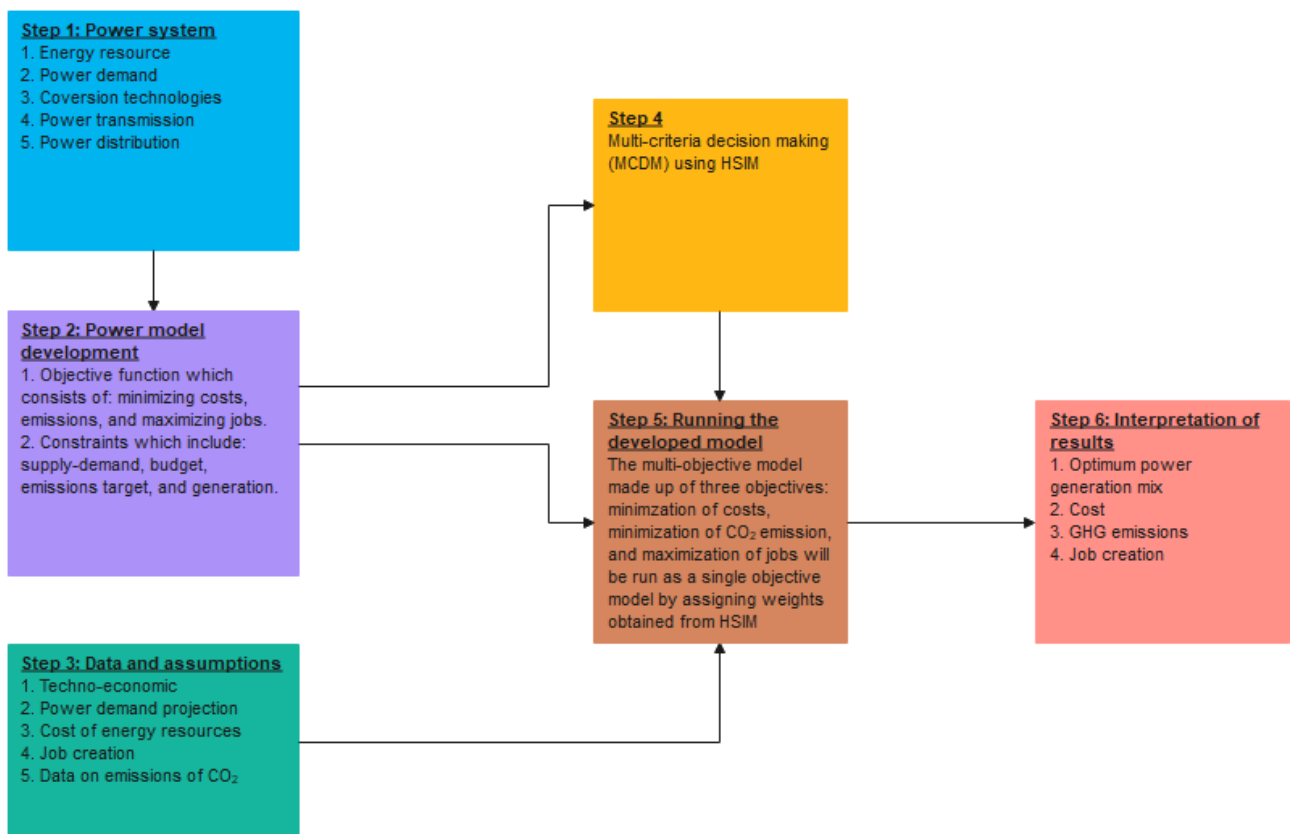 Step 1: Power system
1. Energy resource
2. Power demand
3. Coversion technologies
4. Power transmission
5. Power distribution
Step 2: Power model
development
1. Objective function which
consists of: minimizing costs,
emissions, and maximizing jobs.
2. Constraints which include:
supply-demand, budget,
emissions target, and generation.
Step 3: Data and assumptions
1. Techno-economic
2. Power demand projection
3. Cost of energy resources
4. Job creation
5. Data on emissions of CO₂
Step 4
Multi-criteria decision making
(MCDM) using HSIM
Step 5: Running the
developed model
The multi-objective model
made up of three objectives:
minimzation of costs,
minimization of CO₂ emission,
and maximization of jobs will
be run as a single objective
model by assigning weights
obtained from HSIM
Step 6: Interpretation of
results
1. Optimum power
generation mix
2. Cost
3. GHG emissions
4. Job creation